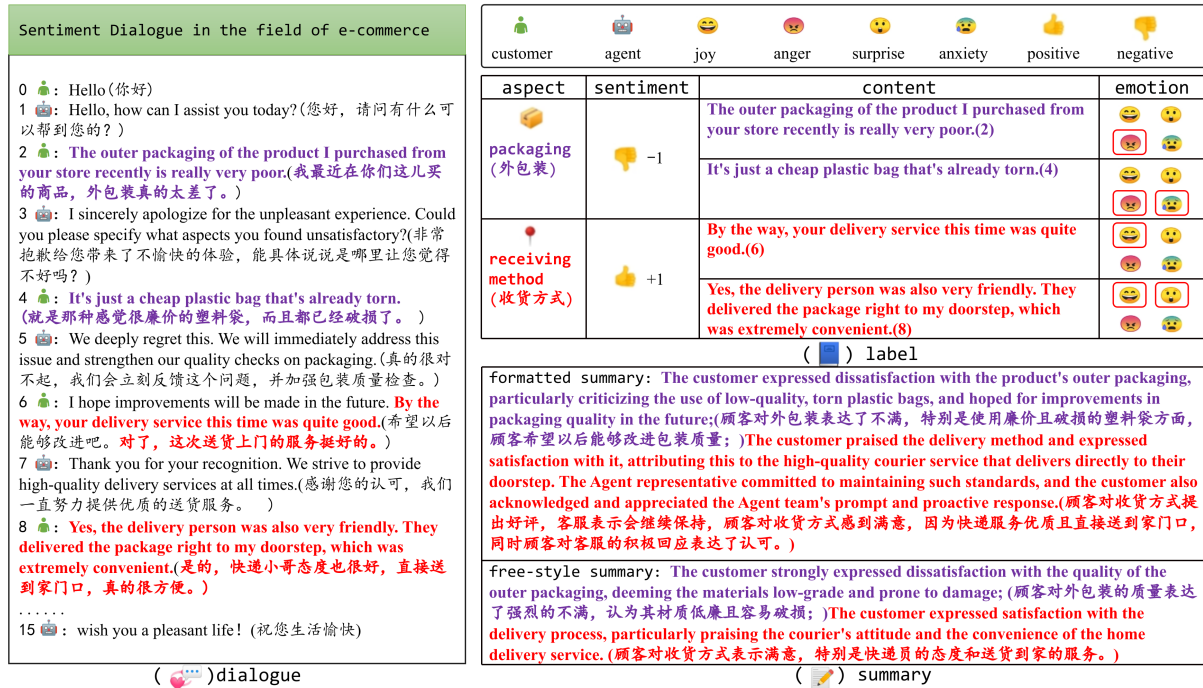 Sentiment Dialogue in the field of e-commerce
0 : Hello(你好)
1 : Hello, how can I assist you today?(您好，请问有什么可
以帮到您的？)
2 : The outer packaging of the product I purchased from
your store recently is really very poor.(我最近在你们这儿买
的商品，外包装真的太差了。)
3 : I sincerely apologize for the unpleasant experience. Could
you please specify what aspects you found unsatisfactory?(非常
抱歉给您带来了不愉快的体验，能具体说说是哪里让您觉得
不好吗？)
4 : It's just a cheap plastic bag that's already torn.
(就是那种感觉很廉价的塑料袋，而且都已经破损了。 )
5 : We deeply regret this. We will immediately address this
issue and strengthen our quality checks on packaging.(真的很对
不起，我们会立刻反馈这个问题，并加强包装质量检查。)
6 : I hope improvements will be made in the future. By the
way, your delivery service this time was quite good.(希望以后
能够改进吧。对了，这次送货上门的服务挺好的。)
7 : Thank you for your recognition. We strive to provide
high-quality delivery services at all times.(感谢您的认可，我们
一直努力提供优质的送货服务。 )
8 : Yes, the delivery person was also very friendly. They
delivered the package right to my doorstep, which was
extremely convenient.(是的，快递小哥态度也很好，直接送
到家门口，真的很方便。)
......
15 : wish you a pleasant life! (祝您生活愉快)
( )dialogue
customer agent joy anger surprise anxiety positive negative
aspect sentiment content emotion
packaging
(外包装)
-1
The outer packaging of the product I purchased from
your store recently is really very poor.(2)
It's just a cheap plastic bag that's already torn.(4)
receiving
method
(收货方式)
+1
By the way, your delivery service this time was quite
good.(6)
Yes, the delivery person was also very friendly. They
delivered the package right to my doorstep, which
was extremely convenient.(8)
( ) label
formatted summary: The customer expressed dissatisfaction with the product's outer packaging,
particularly criticizing the use of low-quality, torn plastic bags, and hoped for improvements in
packaging quality in the future;(顾客对外包装表达了不满，特别是使用廉价且破损的塑料袋方面，
顾客希望以后能够改进包装质量；)The customer praised the delivery method and expressed
satisfaction with it, attributing this to the high-quality courier service that delivers directly to their
doorstep. The Agent representative committed to maintaining such standards, and the customer also
acknowledged and appreciated the Agent team's prompt and proactive response.(顾客对收货方式提
出好评，客服表示会继续保持，顾客对收货方式感到满意，因为快递服务优质且直接送到家门口，
同时顾客对客服的积极回应表达了认可。)
free-style summary: The customer strongly expressed dissatisfaction with the quality of the
outer packaging, deeming the materials low-grade and prone to damage; (顾客对外包装的质量表达
了强烈的不满，认为其材质低廉且容易破损；)The customer expressed satisfaction with the
delivery process, particularly praising the courier's attitude and the convenience of the home
delivery service. (顾客对收货方式表示满意，特别是快递员的态度和送货到家的服务。)
( ) summary